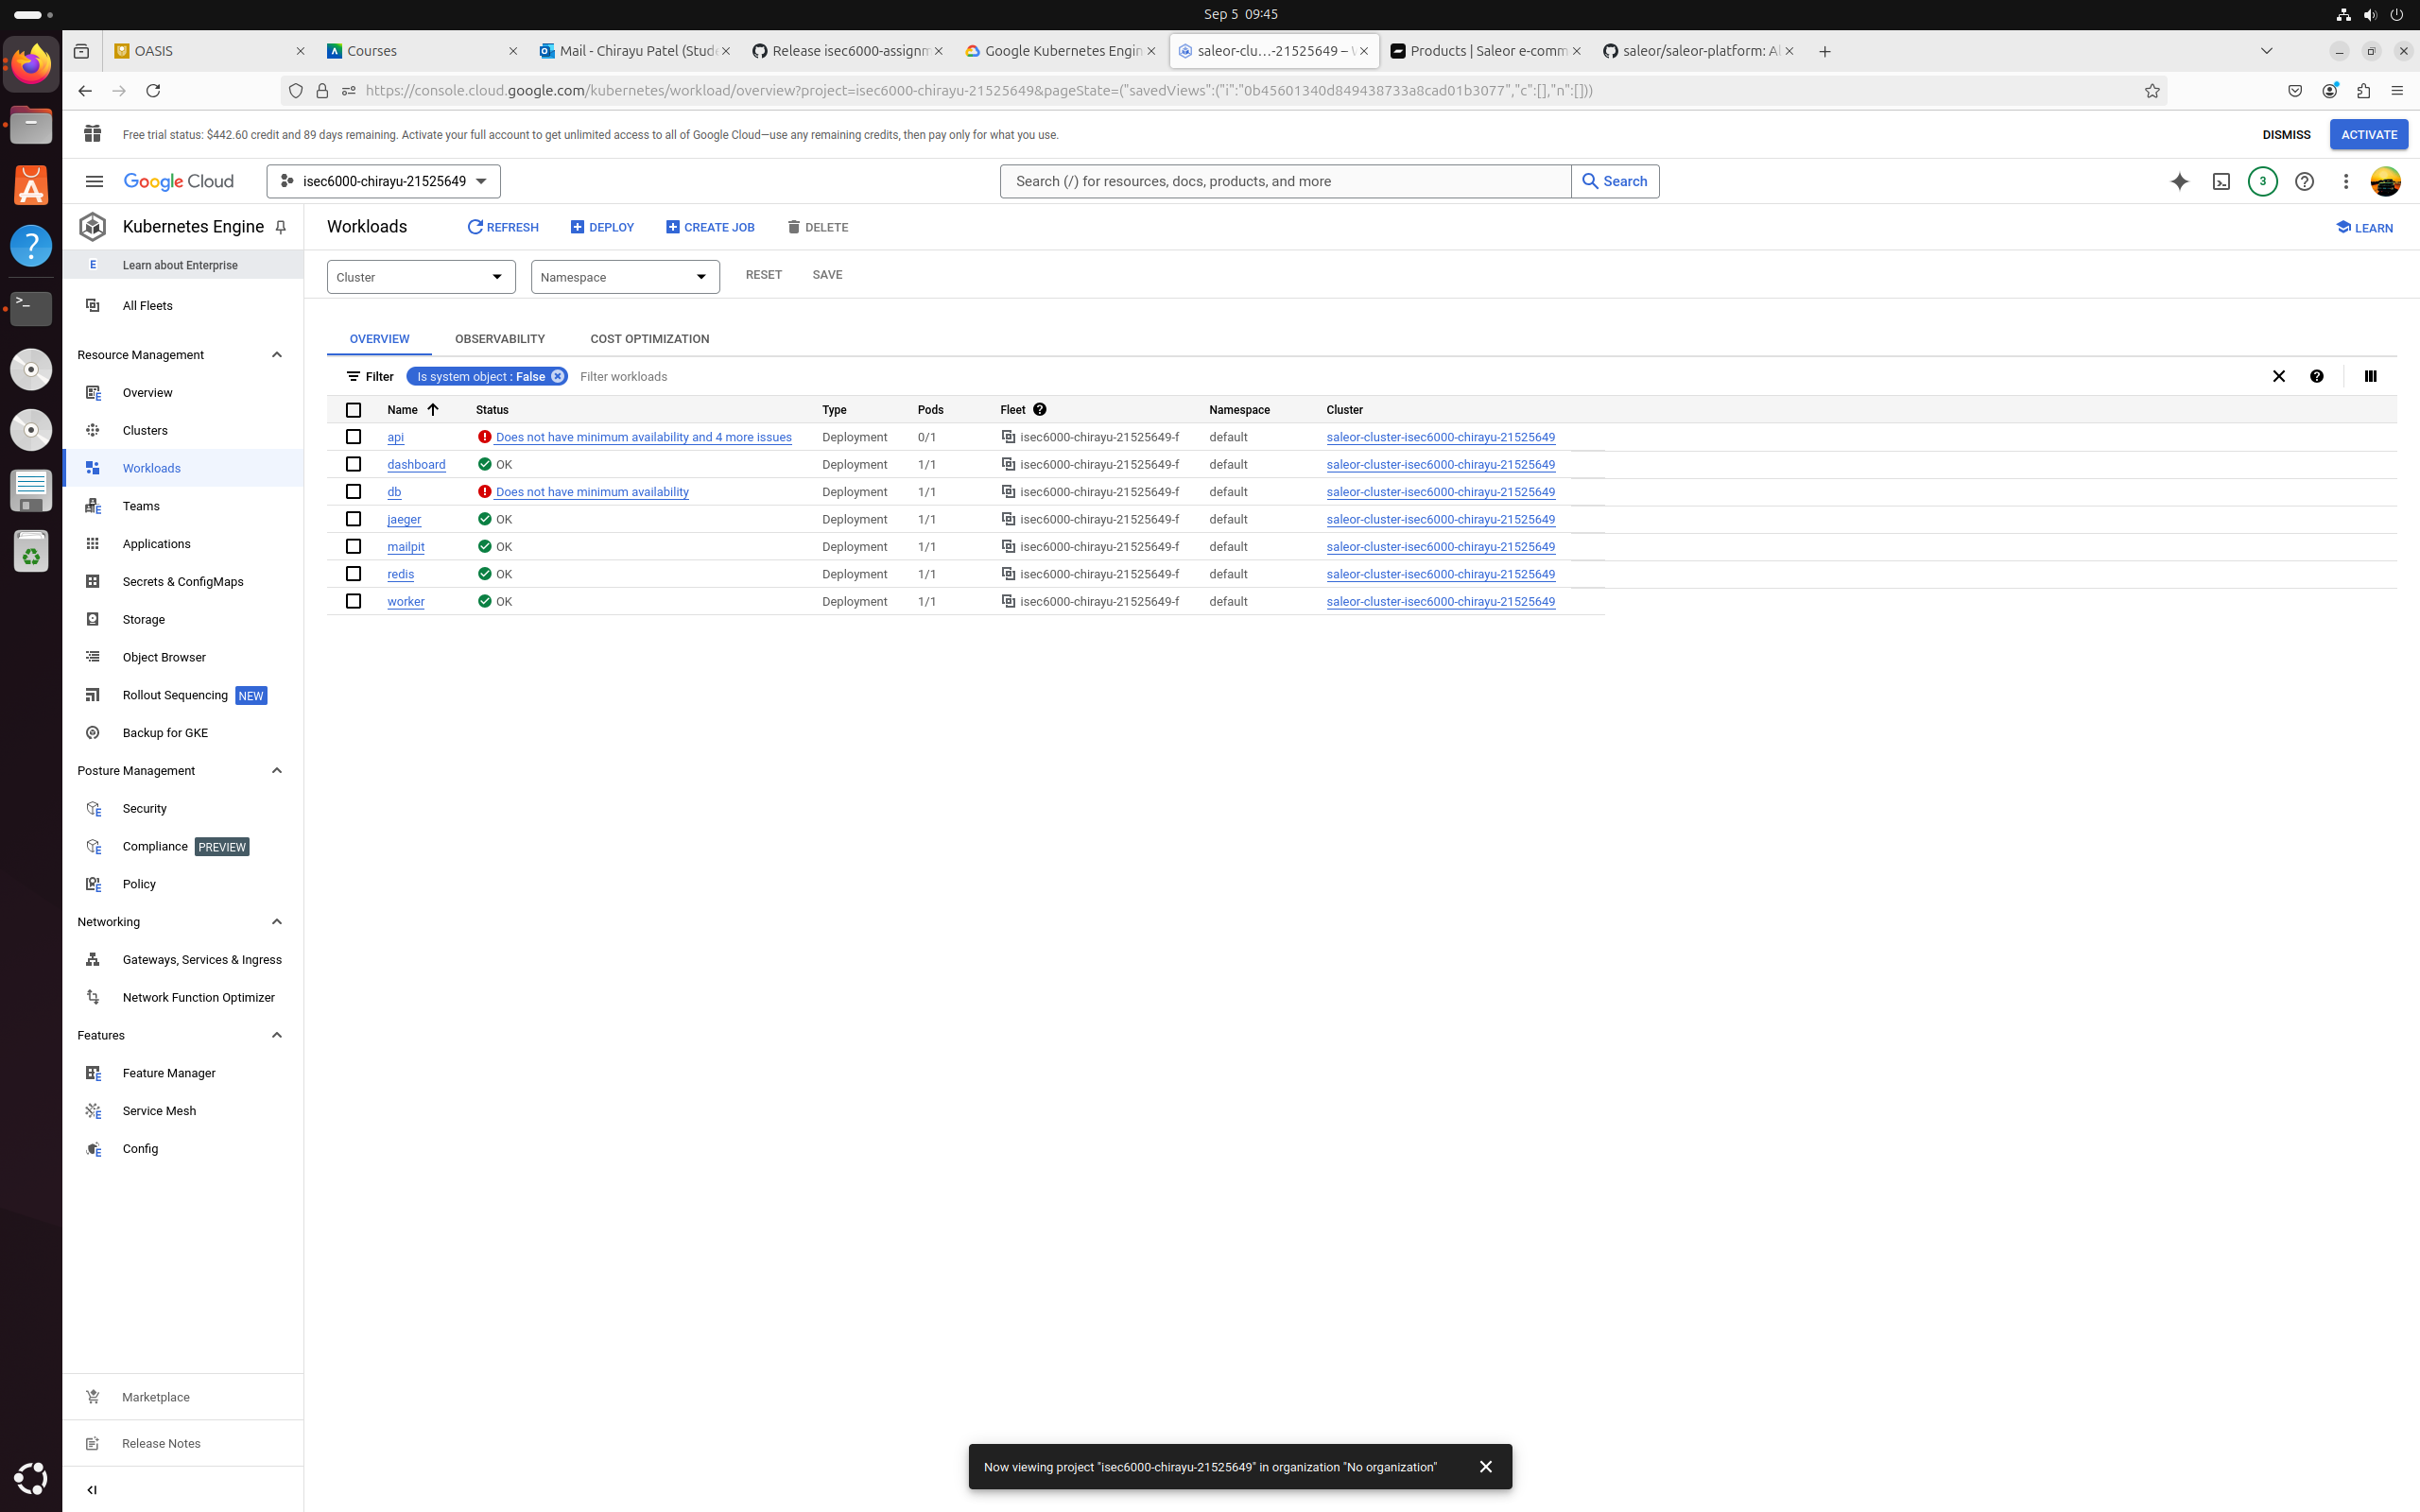 Sep 5 09:45
OASIS
Courses
Mail - Chirayu Patel (Stude
Release isec6000-assignm
Google Kubernetes Engin
saleor-clu…-21525649 –
Products | Saleor e-comm
saleor/saleor-platform: Al
https://console.cloud.google.com/kubernetes/workload/overview?project=isec6000-chirayu-21525649&pageState=("savedViews":("i":"0b45601340d849438733a8cad01b3077","c":[],"n":[]))
Free trial status: $442.60 credit and 89 days remaining. Activate your full account to get unlimited access to all of Google Cloud—use any remaining credits, then pay only for what you use.
DISMISS
ACTIVATE
Google Cloud
isec6000-chirayu-21525649
Search (/) for resources, docs, products, and more
Search
3
Kubernetes Engine
Workloads
REFRESH
DEPLOY
CREATE JOB
DELETE
LEARN
E Learn about Enterprise
Cluster
Namespace
RESET
SAVE
All Fleets
Resource Management
Overview
Clusters
Workloads
Teams
Applications
Secrets & ConfigMaps
Storage
Object Browser
Rollout Sequencing NEW
Backup for GKE
Posture Management
Security
Compliance PREVIEW
Policy
Networking
Gateways, Services & Ingress
Network Function Optimizer
Features
Feature Manager
Service Mesh
Config
Marketplace
Release Notes
OVERVIEW
OBSERVABILITY
COST OPTIMIZATION
Filter Is system object : False Filter workloads
Name Status Type Pods Fleet Namespace Cluster
api Does not have minimum availability and 4 more issues Deployment 0/1 isec6000-chirayu-21525649-f default saleor-cluster-isec6000-chirayu-21525649
dashboard OK Deployment 1/1 isec6000-chirayu-21525649-f default saleor-cluster-isec6000-chirayu-21525649
db Does not have minimum availability Deployment 1/1 isec6000-chirayu-21525649-f default saleor-cluster-isec6000-chirayu-21525649
jaeger OK Deployment 1/1 isec6000-chirayu-21525649-f default saleor-cluster-isec6000-chirayu-21525649
mailpit OK Deployment 1/1 isec6000-chirayu-21525649-f default saleor-cluster-isec6000-chirayu-21525649
redis OK Deployment 1/1 isec6000-chirayu-21525649-f default saleor-cluster-isec6000-chirayu-21525649
worker OK Deployment 1/1 isec6000-chirayu-21525649-f default saleor-cluster-isec6000-chirayu-21525649
Now viewing project "isec6000-chirayu-21525649" in organization "No organization"